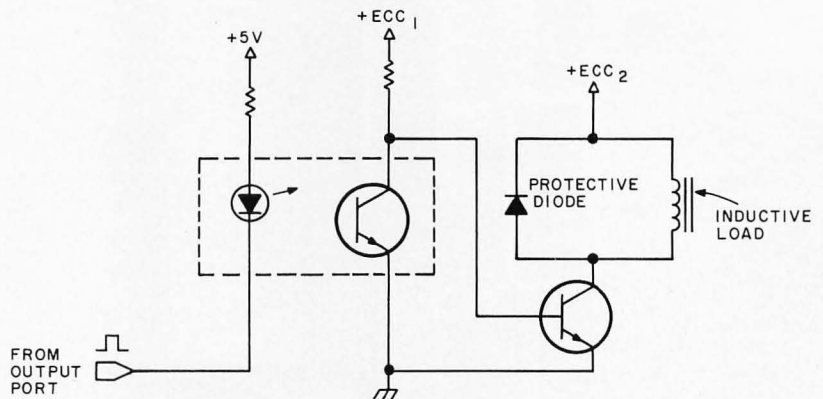 +5V
+ECC1
+ECC2
PROTECTIVE
DIODE
INDUCTIVE
LOAD
FROM
OUTPUT
PORT